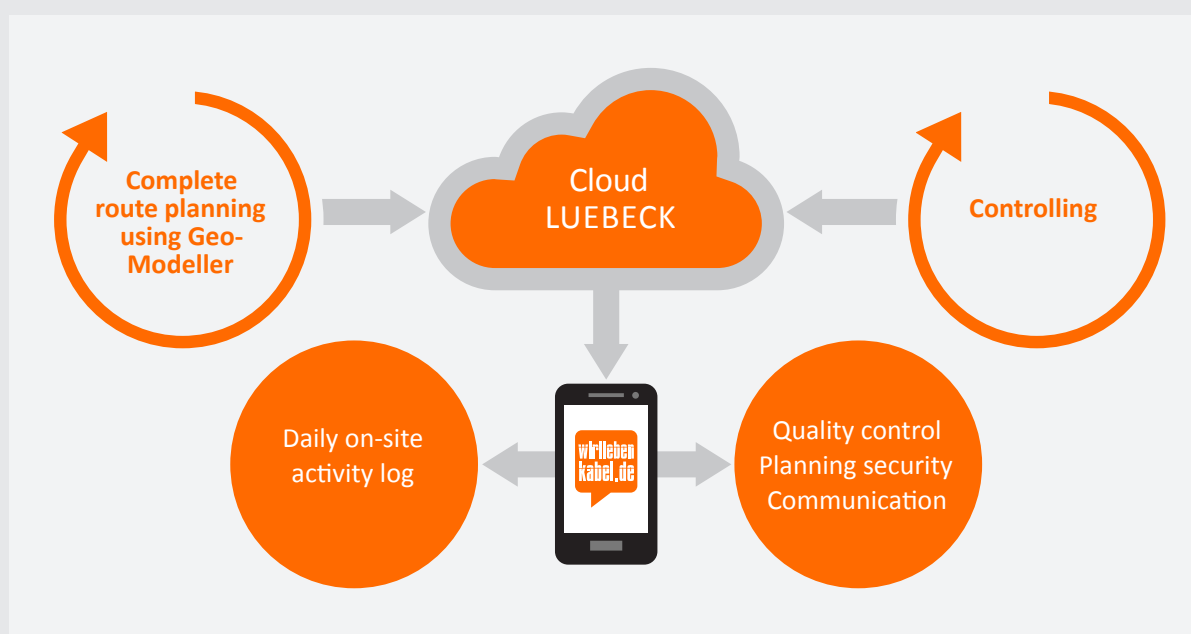 Complete
route planning
using Geo-
Modeller
Cloud
LUEBECK
Controlling
Daily on-site
activity log
wirlieben
kabel.de
Quality control
Planning security
Communication